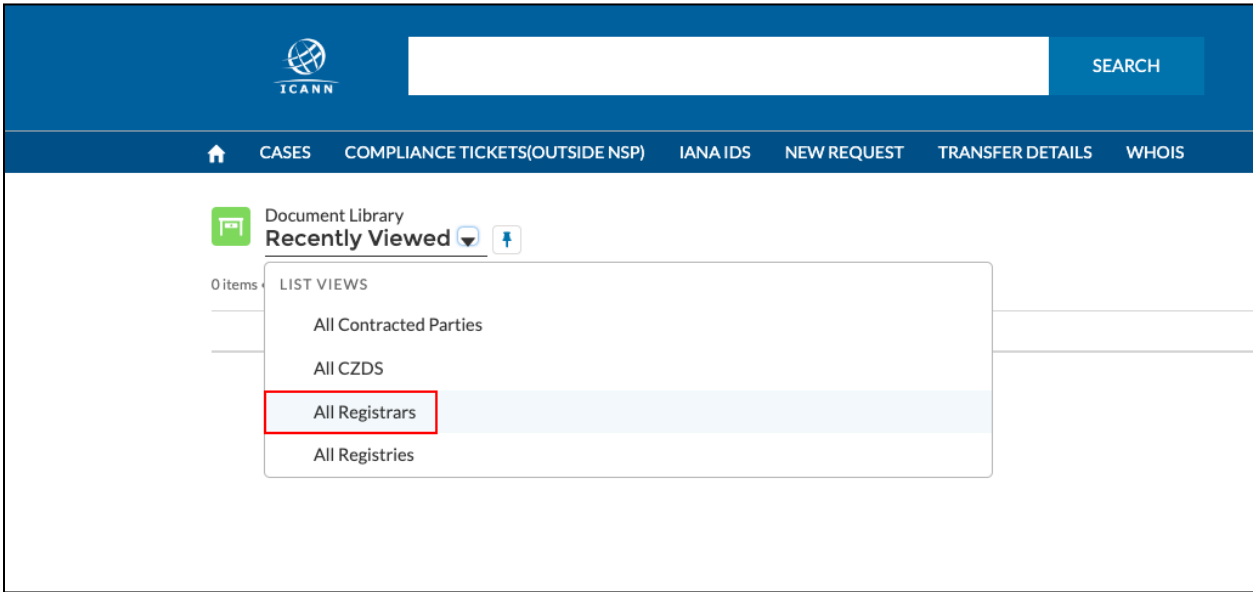 ICANN
SEARCH
CASES COMPLIANCE TICKETS(OUTSIDE NSP) IANA IDS NEW REQUEST TRANSFER DETAILS WHOIS
Document Library
Recently Viewed
0 items •
LIST VIEWS
All Contracted Parties
All CZDS
All Registrars
All Registries